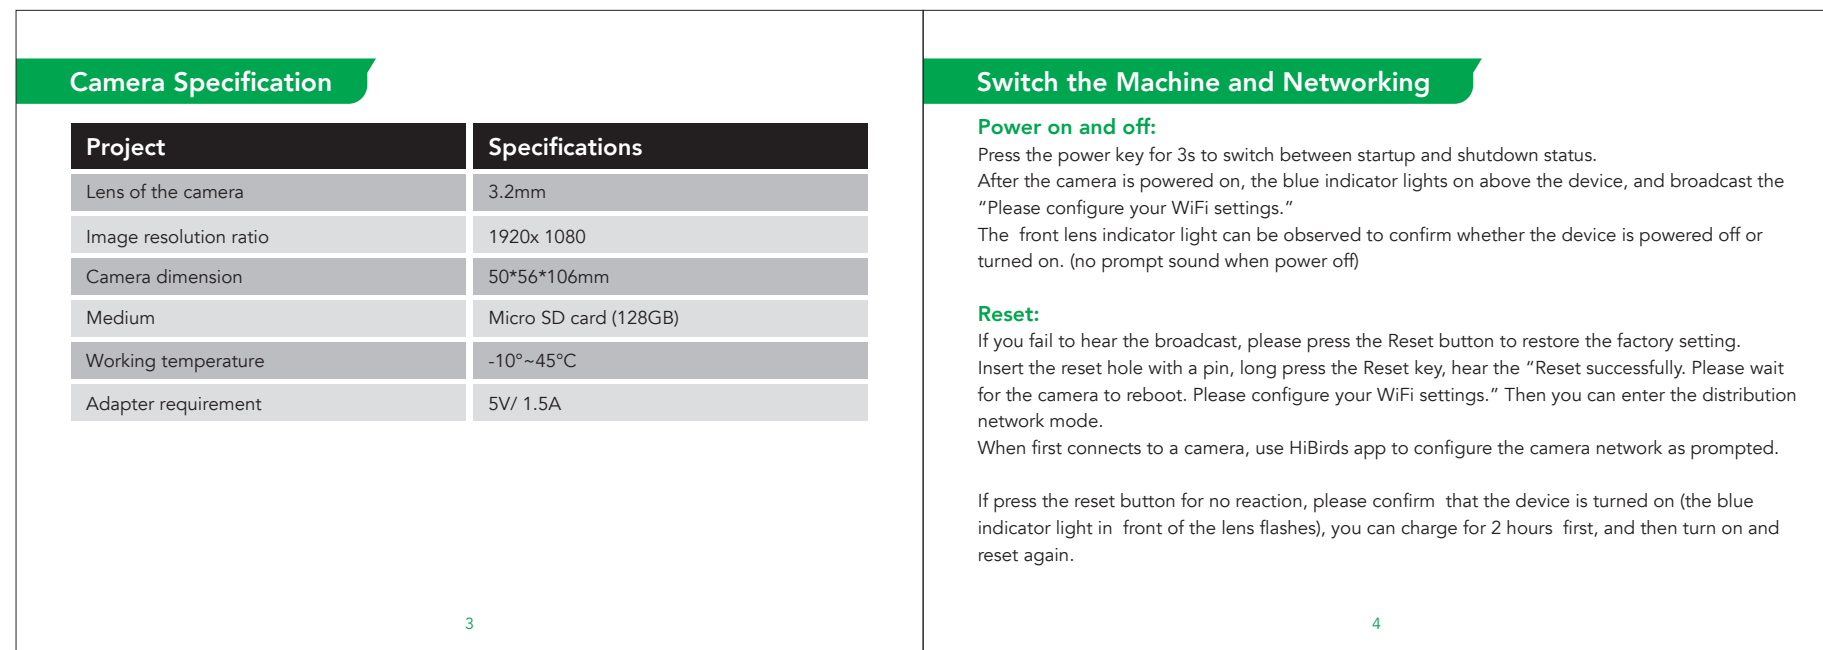 Camera Specification
Project Specifications
Lens of the camera 3.2mm
Image resolution ratio 1920x 1080
Camera dimension 50*56*106mm
Medium Micro SD card (128GB)
Working temperature -10°~45°C
Adapter requirement 5V/ 1.5A
3
Switch the Machine and Networking
Power on and off:
Press the power key for 3s to switch between startup and shutdown status.
After the camera is powered on, the blue indicator lights on above the device, and broadcast the
“Please configure your WiFi settings.”
The  front lens indicator light can be observed to confirm whether the device is powered off or
turned on. (no prompt sound when power off)
Reset:
If you fail to hear the broadcast, please press the Reset button to restore the factory setting.
Insert the reset hole with a pin, long press the Reset key, hear the “Reset successfully. Please wait
for the camera to reboot. Please configure your WiFi settings.” Then you can enter the distribution
network mode.
When first connects to a camera, use HiBirds app to configure the camera network as prompted.
If press the reset button for no reaction, please confirm  that the device is turned on (the blue
indicator light in  front of the lens flashes), you can charge for 2 hours  first, and then turn on and
reset again.
4